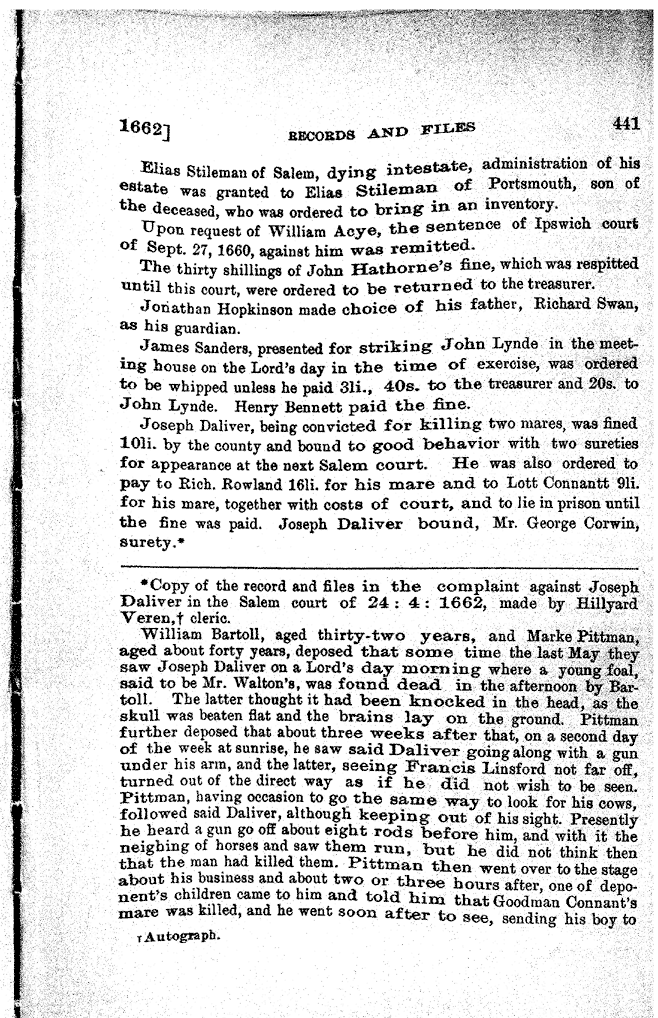 1662]
RECORDS AND FILES
441
Elias Stileman of Salem, dying intestate, administration of his
estate was granted to Elias Stileman of Portsmouth, son of
the deceased, who was ordered to bring in an inventory.
Upon request of William Acye, the sentence of Ipswich court
of Sept. 27, 1660, against him was remitted.
The thirty shillings of John Hathorne's fine, which was respitted
until this court, were ordered to be returned to the treasurer.
Jonathan Hopkinson made choice of his father, Richard Swan,
as his guardian.
James Sanders, presented for striking John Lynde in the meet-
ing house on the Lord's day in the time of exercise, was ordered
to be whipped unless he paid 3li., 40s. to the treasurer and 20s. to
John Lynde. Henry Bennett paid the fine.
Joseph Daliver, being convicted for killing two mares, was fined
10li. by the county and bound to good behavior with two sureties
for appearance at the next Salem court. He was also ordered to
pay to Rich. Rowland 16li. for his mare and to Lott Connantt 9li.
for his mare, together with costs of court, and to lie in prison until
the fine was paid. Joseph Daliver bound, Mr. George Corwin,
surety.*
*Copy of the record and files in the complaint against Joseph
Daliver in the Salem court of 24 : 4 : 1662, made by Hillyard
Veren,† cleric.
William Bartoll, aged thirty-two years, and Marke Pittman,
aged about forty years, deposed that some time the last May they
saw Joseph Daliver on a Lord's day morning where a young foal,
said to be Mr. Walton's, was found dead in the afternoon by Bar-
toll. The latter thought it had been knocked in the head, as the
skull was beaten flat and the brains lay on the ground. Pittman
further deposed that about three weeks after that, on a second day
of the week at sunrise, he saw said Daliver going along with a gun
under his arm, and the latter, seeing Francis Linsford not far off,
turned out of the direct way as if he did not wish to be seen.
Pittman, having occasion to go the same way to look for his cows,
followed said Daliver, although keeping out of his sight. Presently
he heard a gun go off about eight rods before him, and with it the
neighing of horses and saw them run, but he did not think then
that the man had killed them. Pittman then went over to the stage
about his business and about two or three hours after, one of depo-
nent's children came to him and told him that Goodman Connant's
mare was killed, and he went soon after to see, sending his boy to
†Autograph.